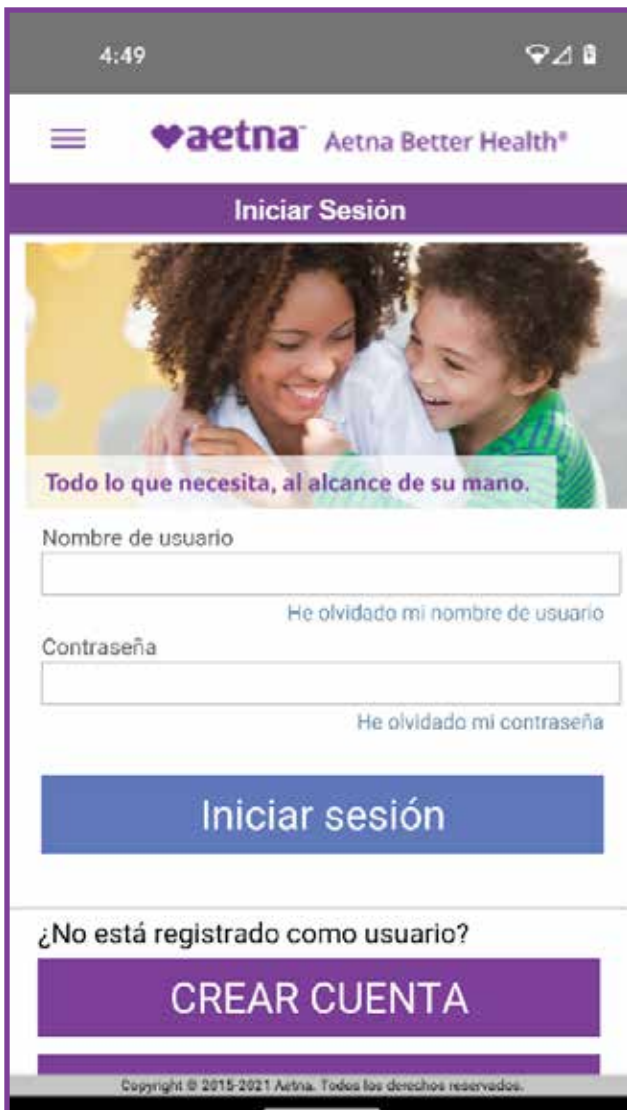 4:49
aetna™ Aetna Better Health®
Iniciar Sesión
Todo lo que necesita, al alcance de su mano.
Nombre de usuario
He olvidado mi nombre de usuario
Contraseña
He olvidado mi contraseña
Iniciar sesión
¿No está registrado como usuario?
CREAR CUENTA
Copyright © 2015-2021 Aetna. Todos los derechos reservados.